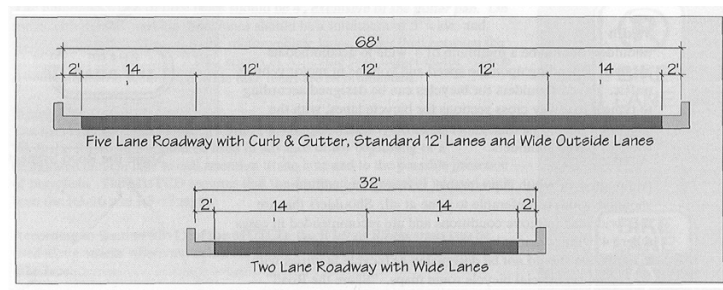 68'
2' 14 12' 12' 12' 14 2'
Five Lane Roadway with Curb & Gutter, Standard 12' Lanes and Wide Outside Lanes
32'
2' 14 14 2'
Two Lane Roadway with Wide Lanes